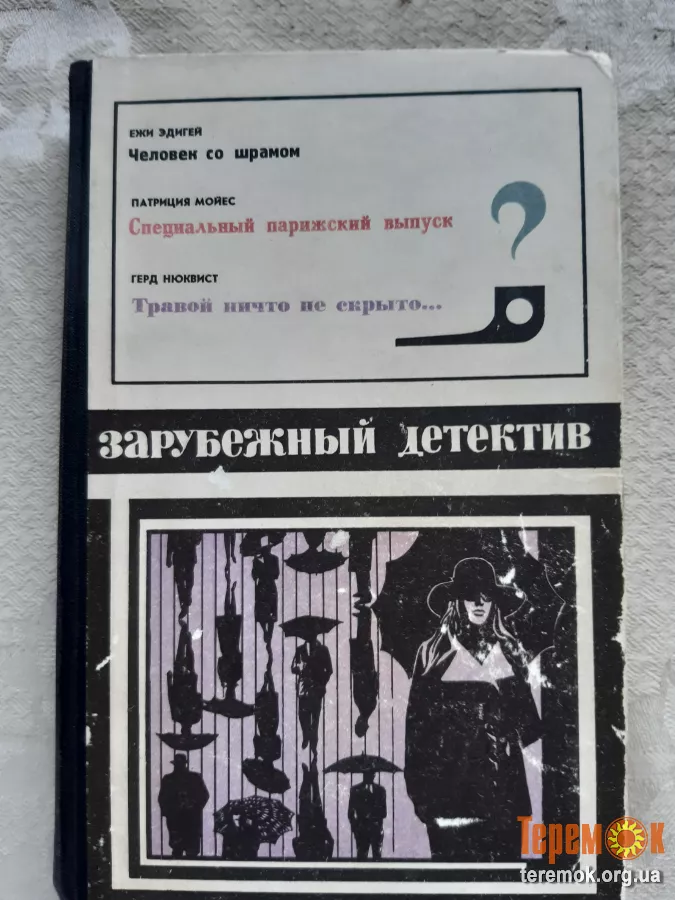 ЕЖИ ЭДИГЕЙ
Человек со шрамом
ПАТРИЦИЯ МОЙЕС
Специальный парижский выпуск
ГЕРД НЮКВИСТ
Травой ничто не скрыто...
?
ЗАРУБЕЖНЫЙ ДЕТЕКТИВ
Теремок
teremok.org.ua